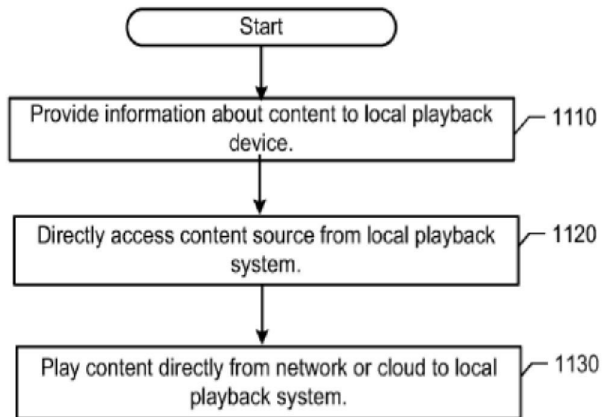 Start
Provide information about content to local playback
device.
1110
Directly access content source from local playback
system.
1120
Play content directly from network or cloud to local
playback system.
1130